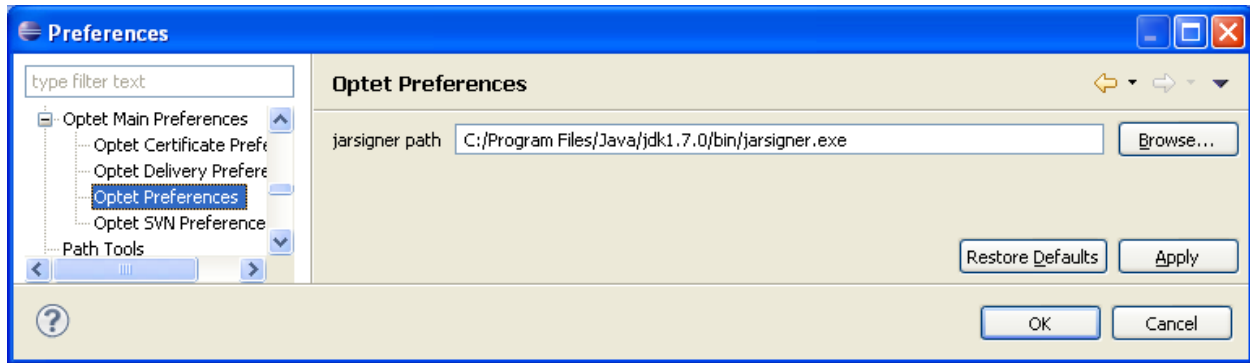 Preferences
type filter text
Optet Preferences
Optet Main Preferences
Optet Certificate Prefe
Optet Delivery Prefere
Optet Preferences
Optet SVN Preference
Path Tools
jarsigner path C:/Program Files/Java/jdk1.7.0/bin/jarsigner.exe Browse...
Restore Defaults Apply
? OK Cancel